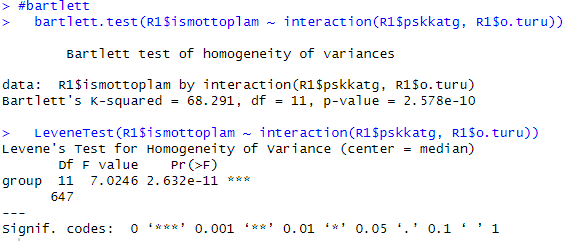 > #bartlett
>   bartlett.test(R1$ismottoplam ~ interaction(R1$pskkatg, R1$o.turu))
Bartlett test of homogeneity of variances
data:  R1$ismottoplam by interaction(R1$pskkatg, R1$o.turu)
Bartlett's K-squared = 68.291, df = 11, p-value = 2.578e-10
>   LeveneTest(R1$ismottoplam ~ interaction(R1$pskkatg, R1$o.turu))
Levene's Test for Homogeneity of Variance (center = median)
Df F value    Pr(>F)
group  11  7.0246 2.632e-11 ***
647
---
Signif. codes:  0 ‘***’ 0.001 ‘**’ 0.01 ‘*’ 0.05 ‘.’ 0.1 ‘ ’ 1